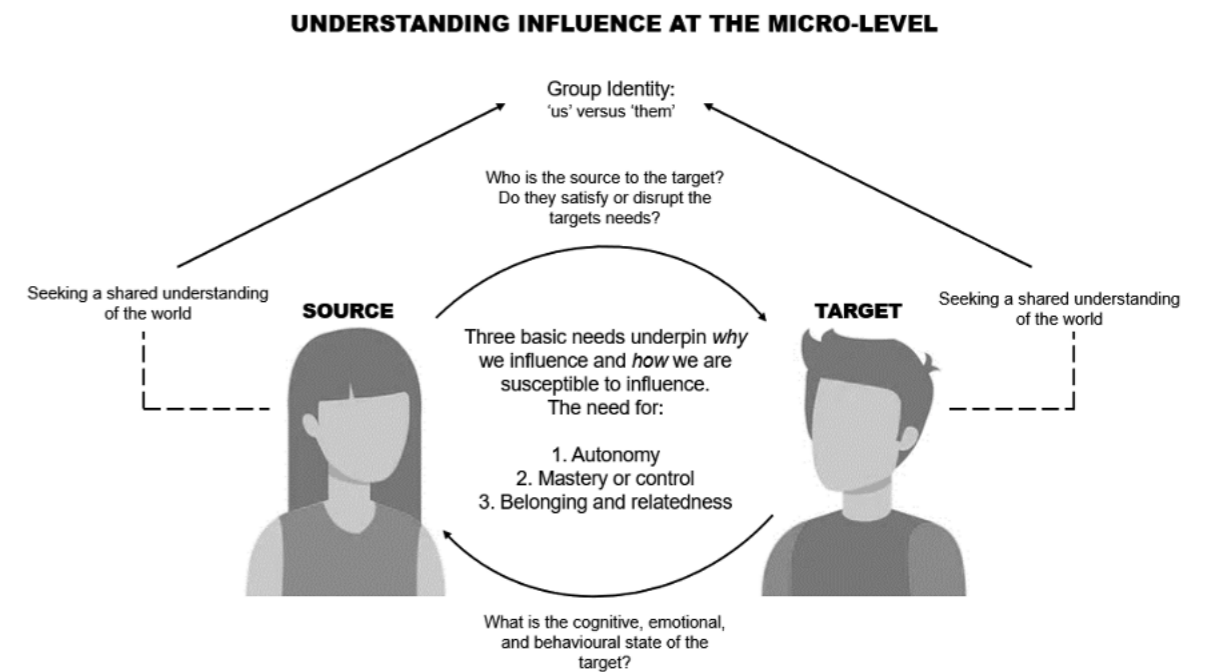 UNDERSTANDING INFLUENCE AT THE MICRO-LEVEL
Group Identity:
‘us’ versus ‘them’
Who is the source to the target?
Do they satisfy or disrupt the
targets needs?
Seeking a shared understanding
of the world
SOURCE
TARGET
Seeking a shared understanding
of the world
Three basic needs underpin why
we influence and how we are
susceptible to influence.
The need for:
1. Autonomy
2. Mastery or control
3. Belonging and relatedness
What is the cognitive, emotional,
and behavioural state of the
target?